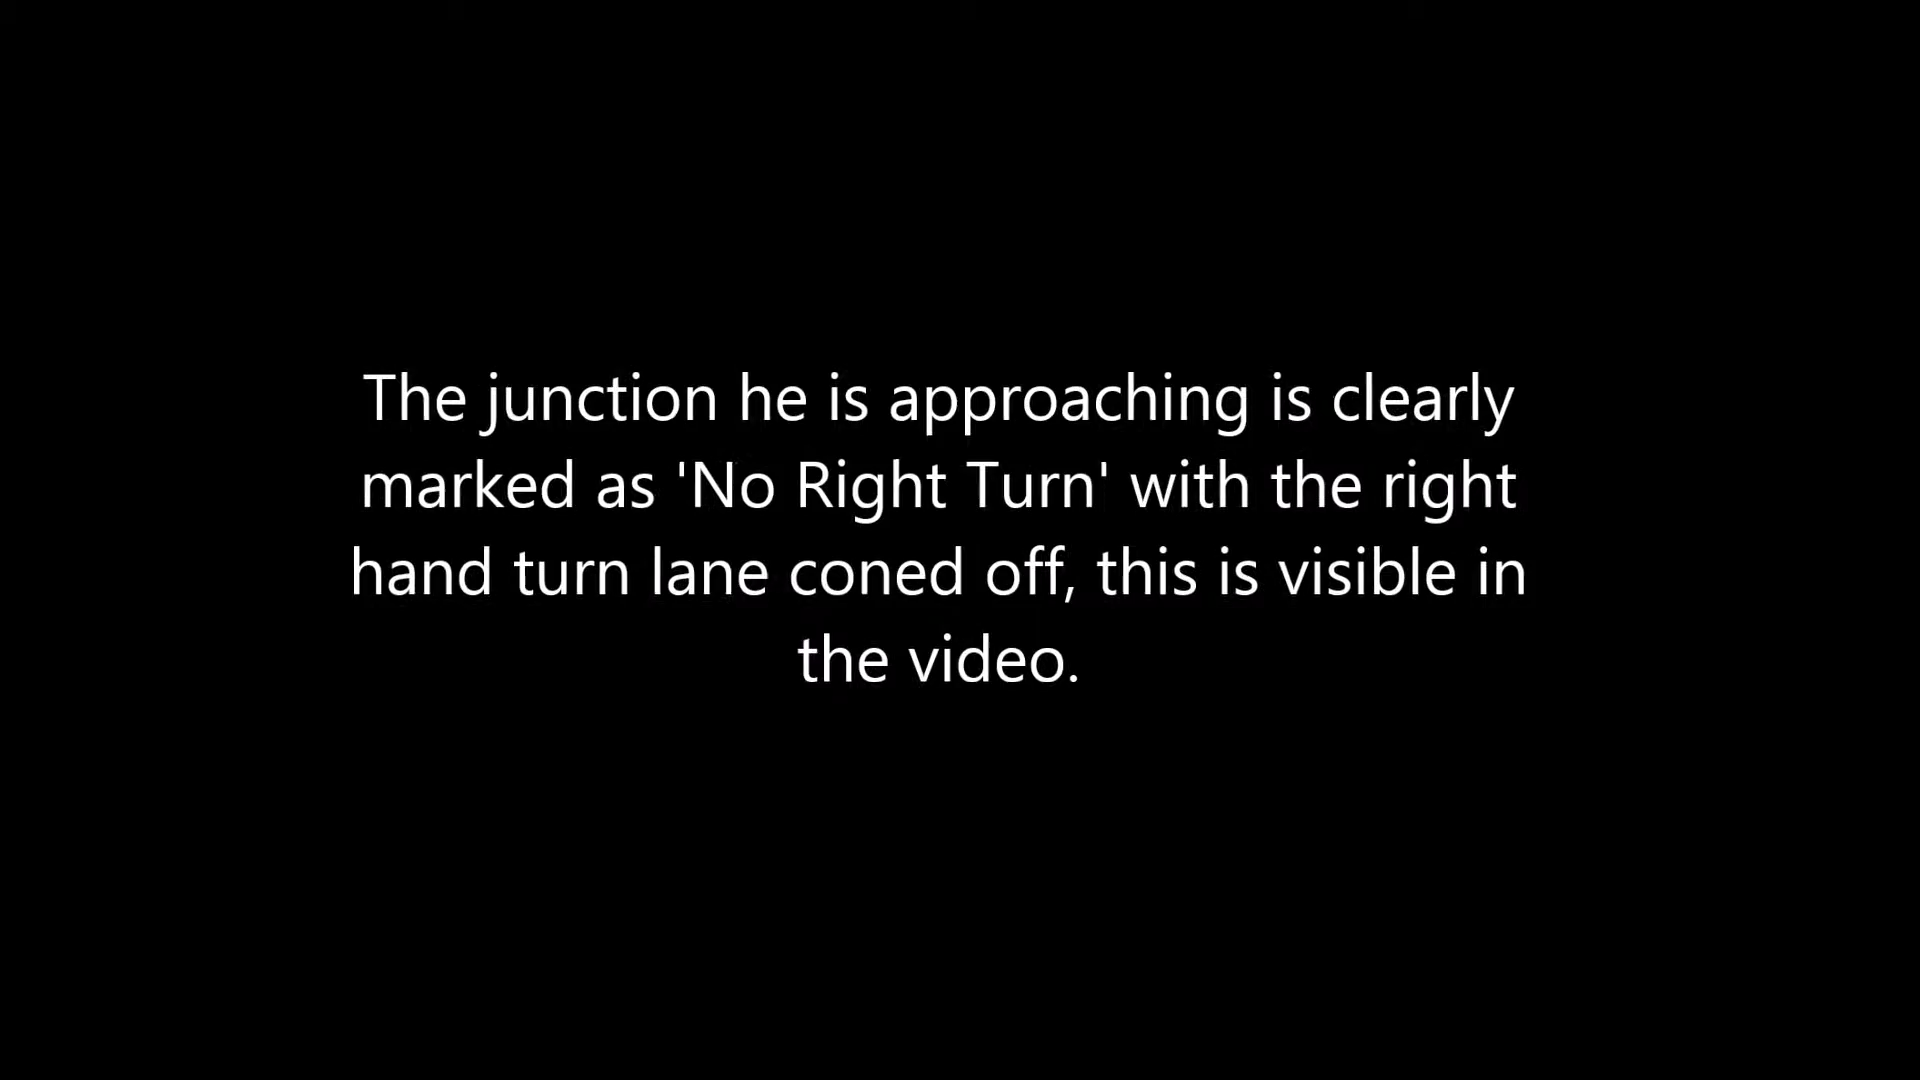 The junction he is approaching is clearly
marked as 'No Right Turn' with the right
hand turn lane coned off, this is visible in
the video.